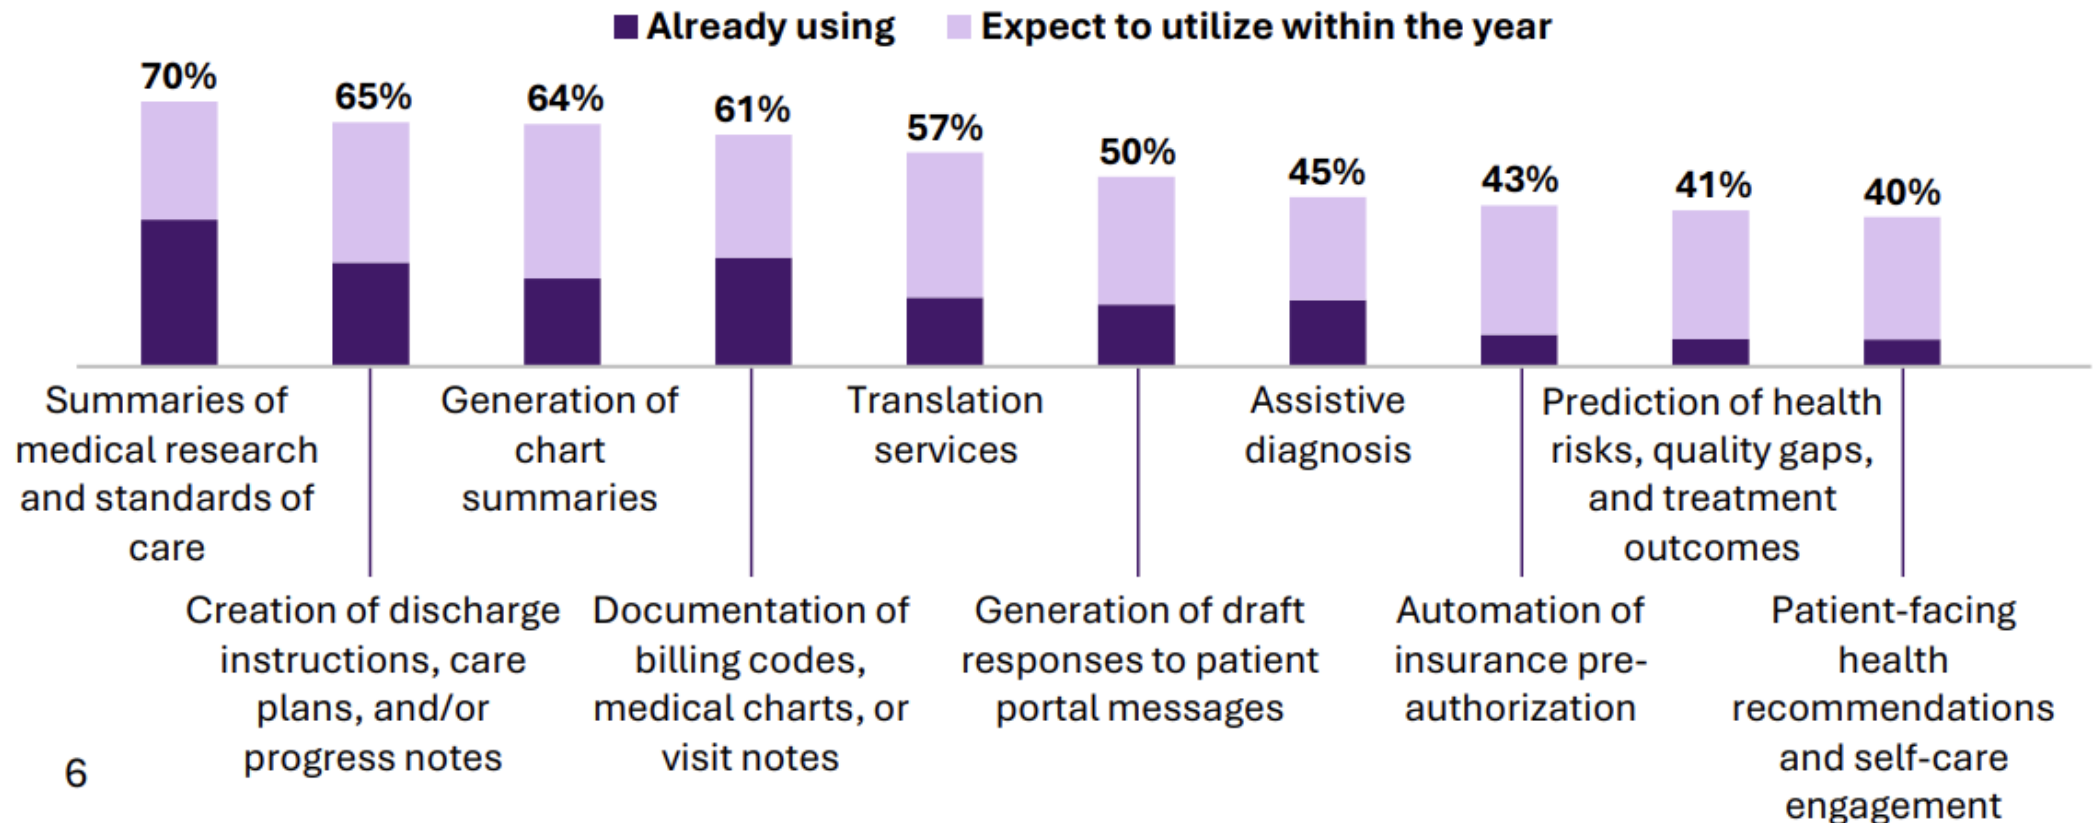 Already using
Expect to utilize within the year
70%
65%
64%
61%
57%
50%
45%
43%
41%
40%
Summaries of
medical research
and standards of
care
Creation of discharge
instructions, care
plans, and/or
progress notes
Generation of
chart
summaries
Documentation of
billing codes,
medical charts, or
visit notes
Translation
services
Generation of draft
responses to patient
portal messages
Assistive
diagnosis
Automation of
insurance pre-
authorization
Prediction of health
risks, quality gaps,
and treatment
outcomes
Patient-facing
health
recommendations
and self-care
engagement
6